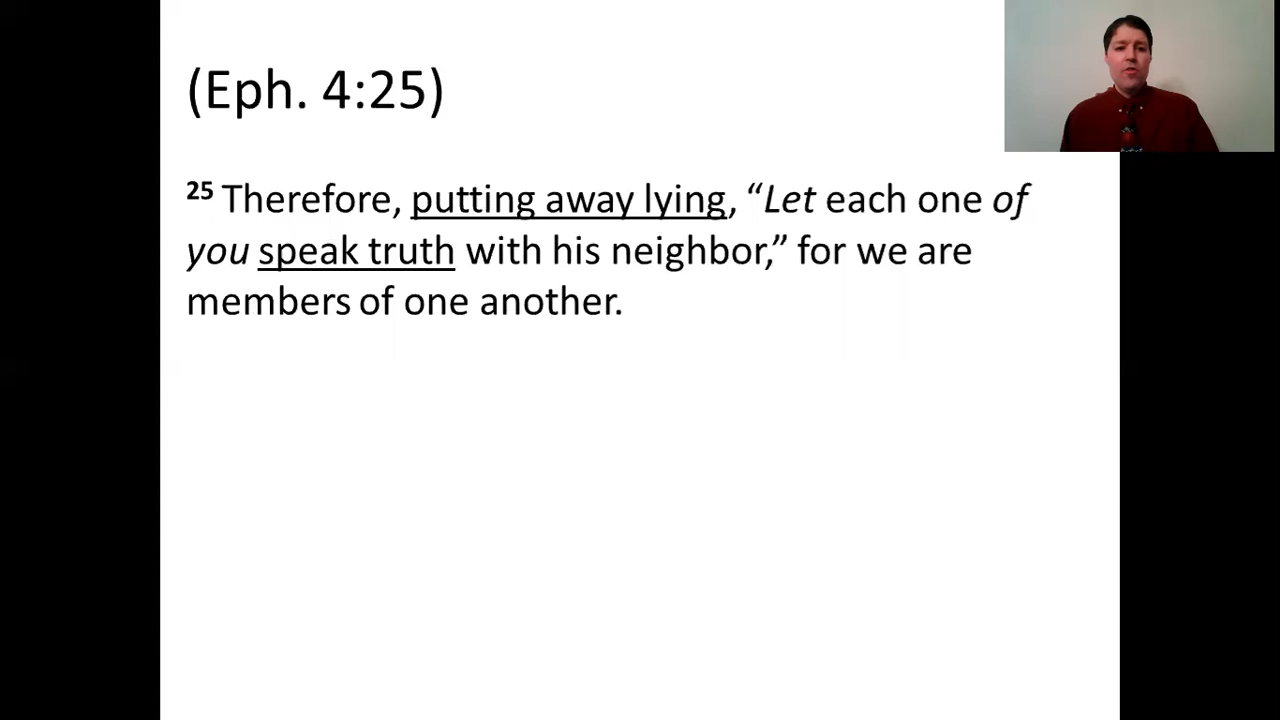 (Eph. 4:25)
25 Therefore, putting away lying, “Let each one of
you speak truth with his neighbor,” for we are
members of one another.